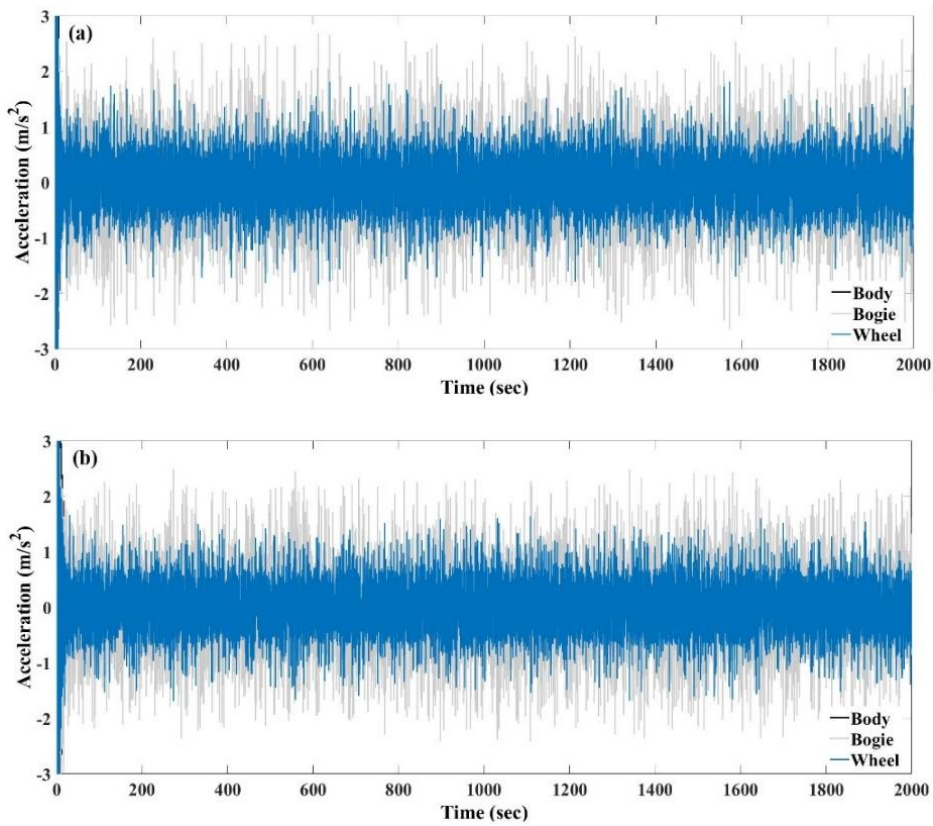 (a)
Acceleration (m/s²)
3
2
1
0
-1
-2
-3
Body
Bogie
Wheel
0 200 400 600 800 1000 1200 1400 1600 1800 2000
Time (sec)
(b)
Acceleration (m/s²)
3
2
1
0
-1
-2
-3
Body
Bogie
Wheel
0 200 400 600 800 1000 1200 1400 1600 1800 2000
Time (sec)